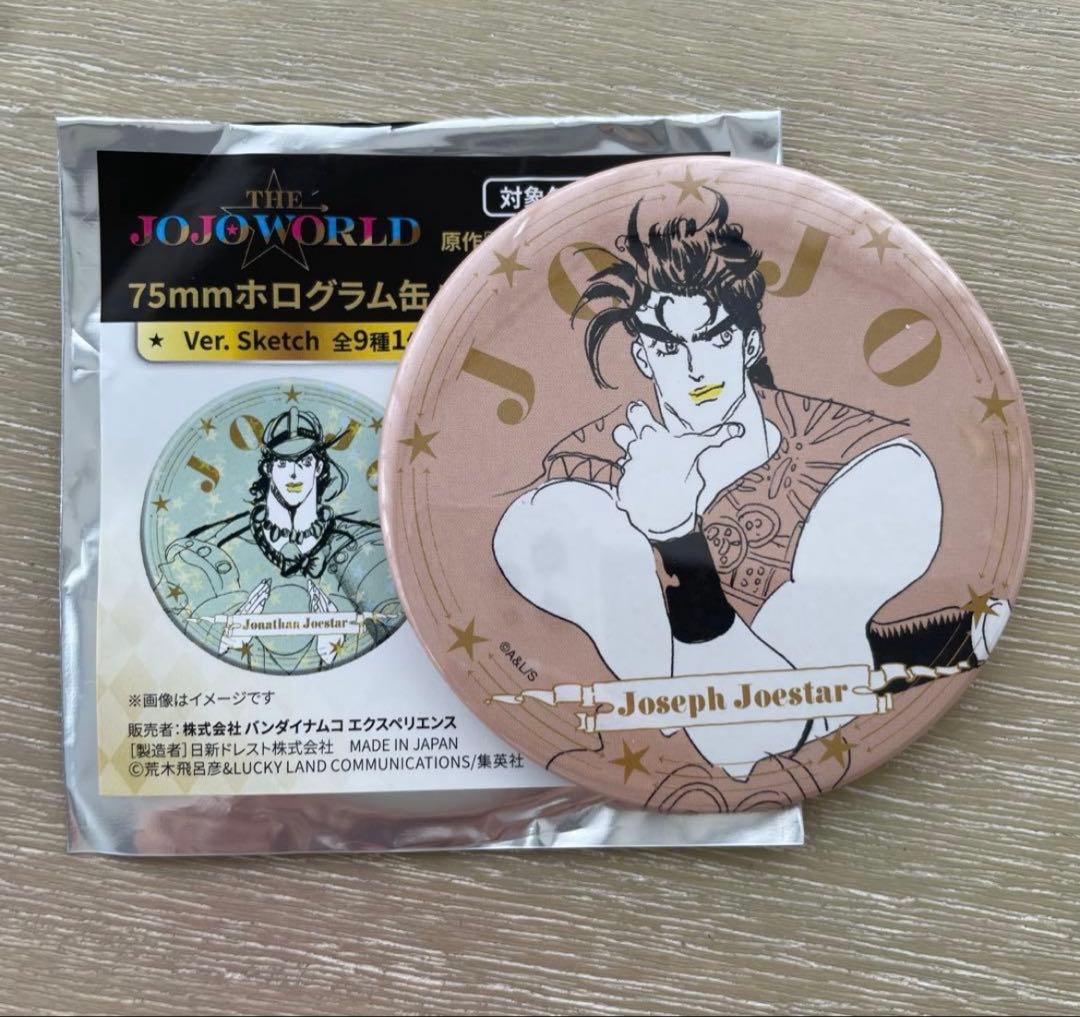 THE
JOJO WORLD
対象
原作
75mmホログラム缶
★ Ver. Sketch 全9種1
JOJO
Jonathan Joestar
※画像はイメージです
販売者:株式会社 バンダイナムコ エクスペリエンス
[製造者]日新ドレスト株式会社 MADE IN JAPAN
©荒木飛呂彦&LUCKY LAND COMMUNICATIONS/集英社
JOJO
©A&L/S
Joseph Joestar